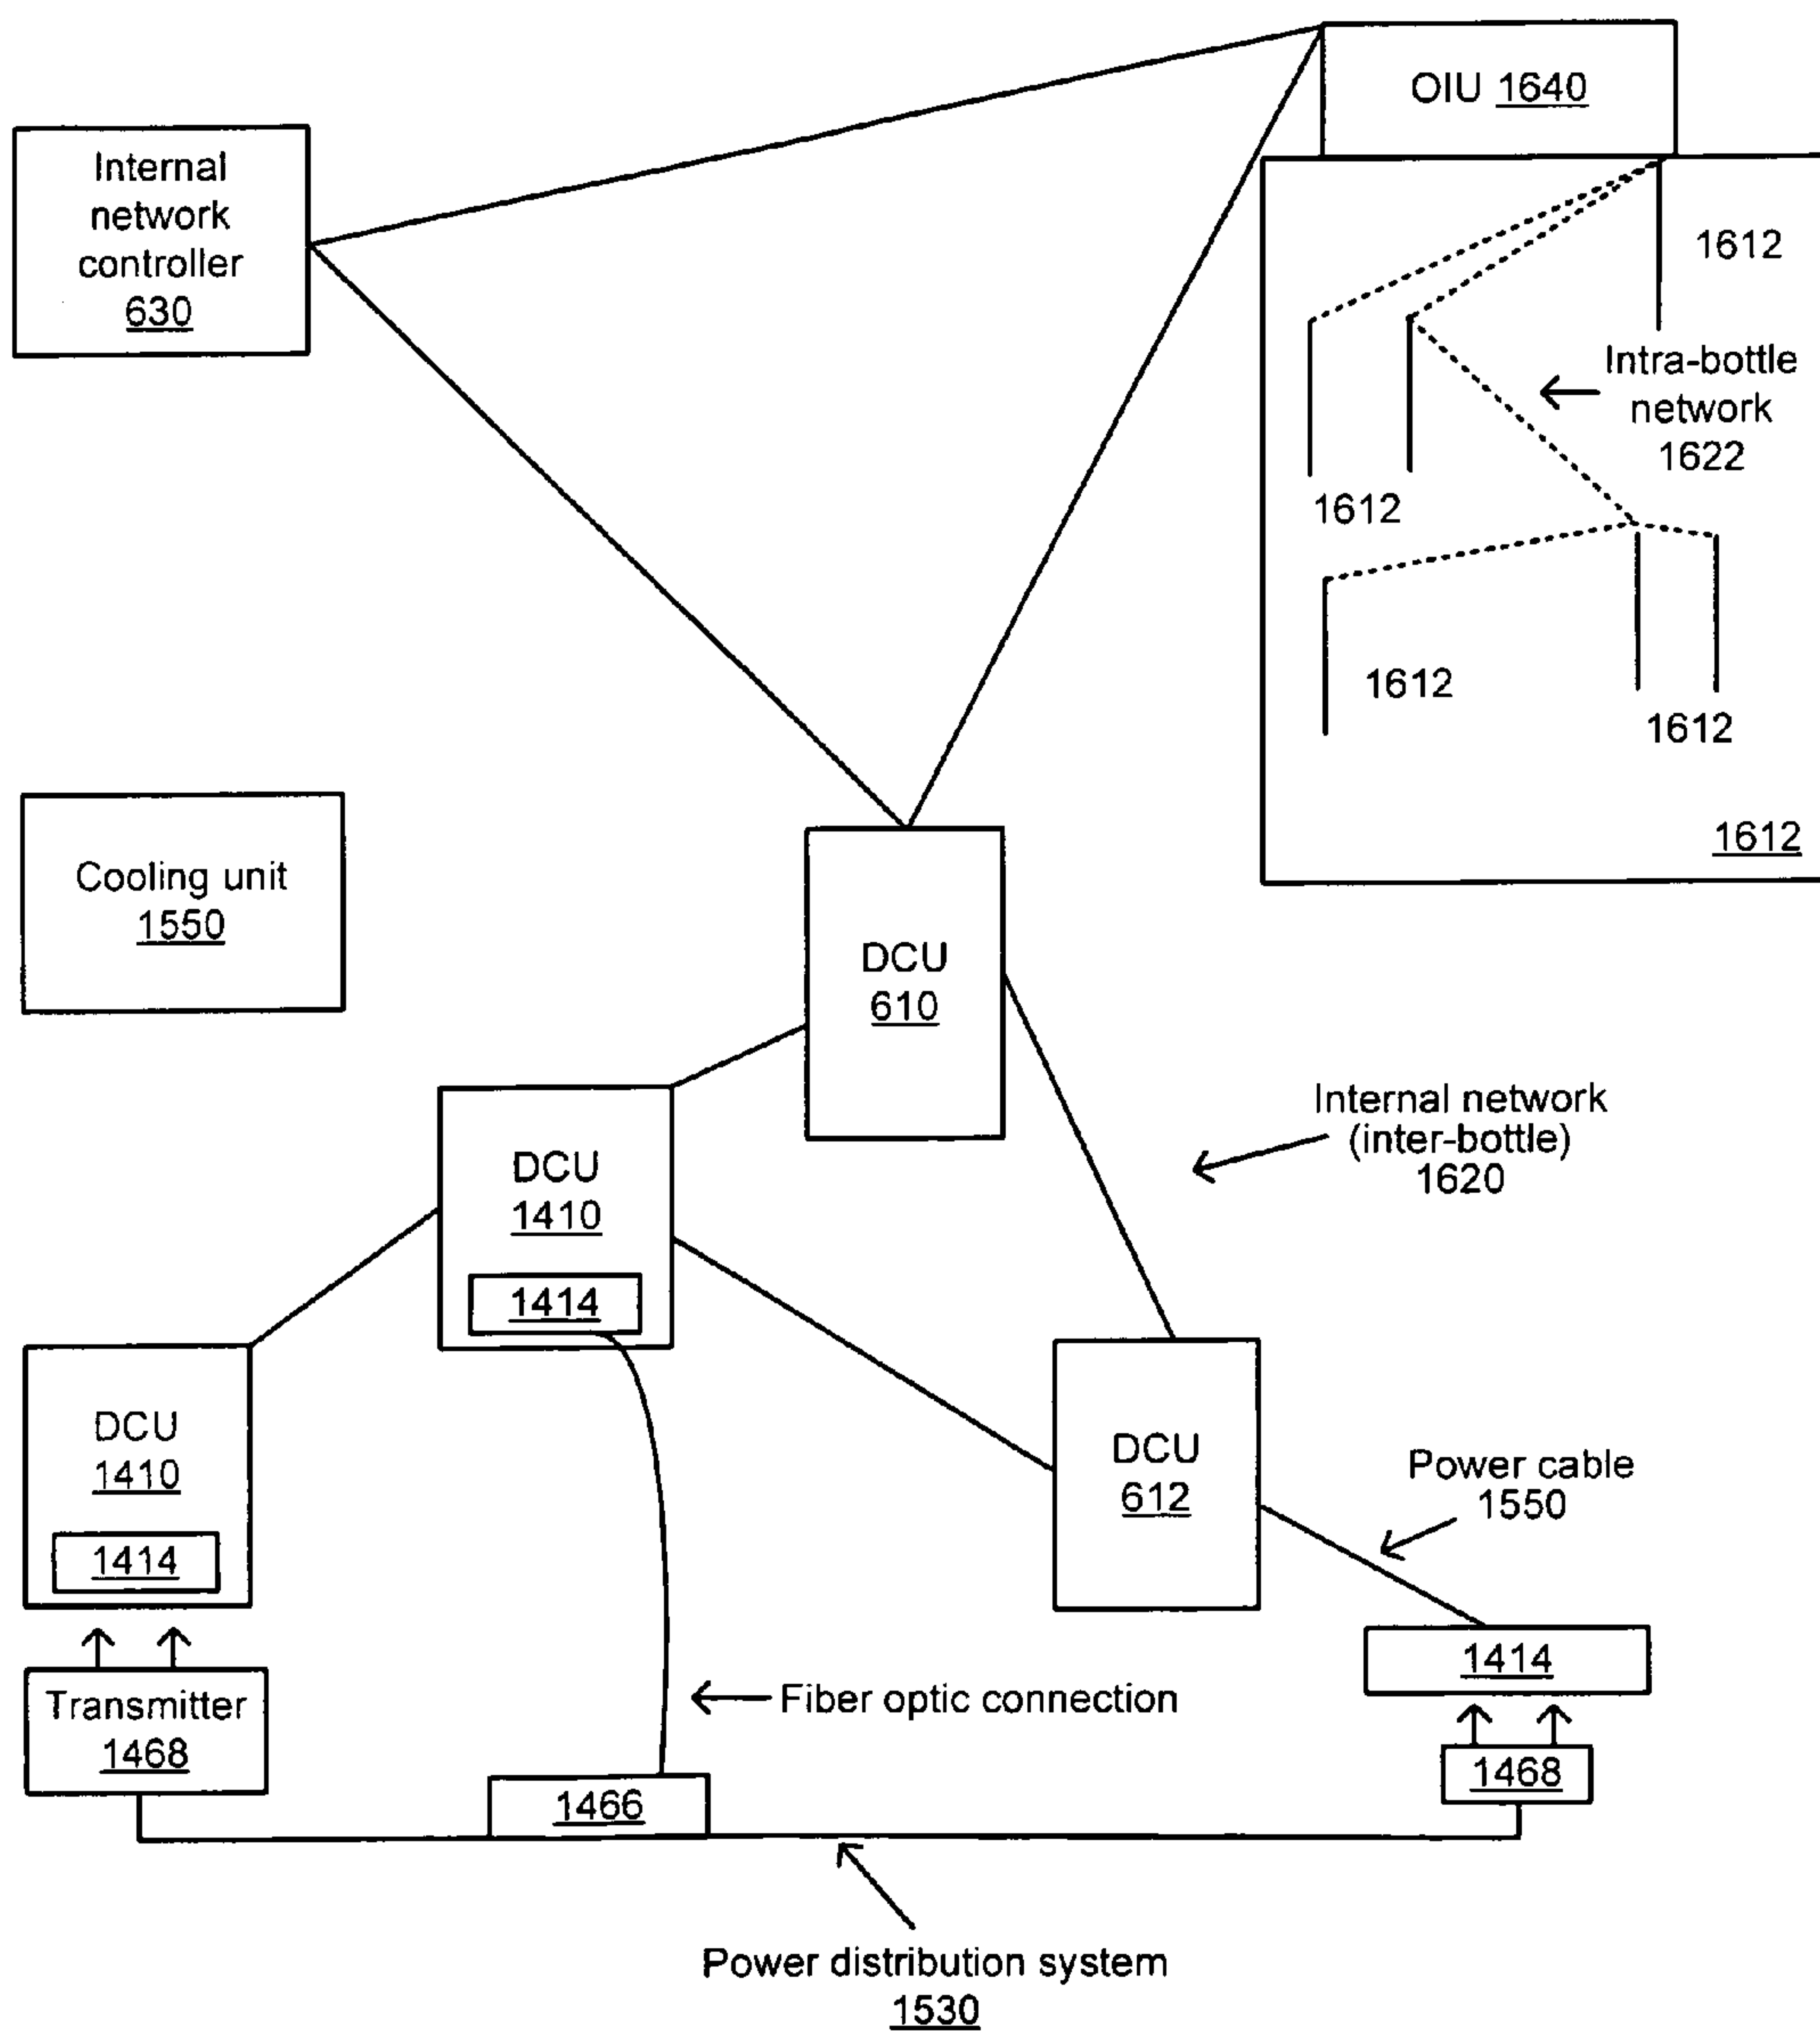 OIU 1640
Internal
network
controller
630
1612
Intra-bottle
network
1622
1612
1612
1612
1612
Cooling unit
1550
DCU
610
Internal network
(inter-bottle)
1620
DCU
1410
1414
DCU
1410
1414
DCU
612
Power cable
1550
1414
Transmitter
1468
Fiber optic connection
1468
1466
Power distribution system
1530